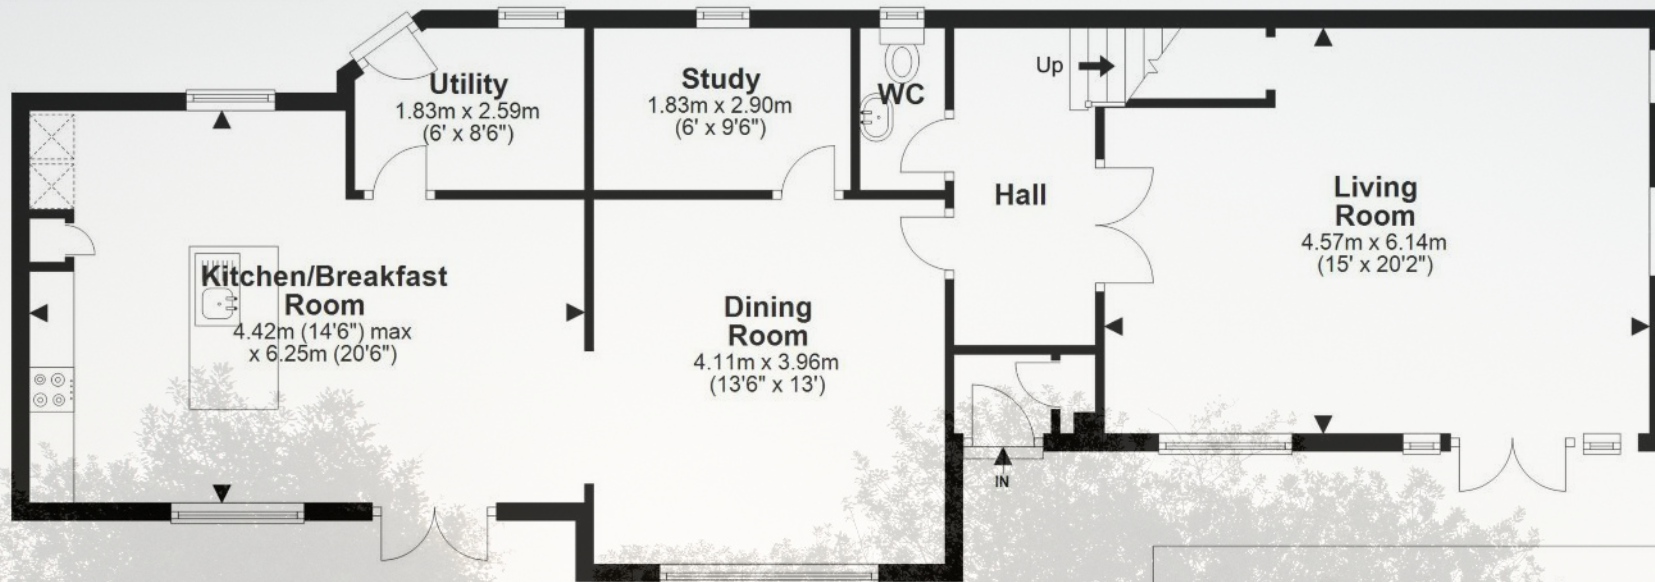 Utility
1.83m x 2.59m
(6' x 8'6")
Study
1.83m x 2.90m
(6' x 9'6")
WC
Up
Hall
Living
Room
4.57m x 6.14m
(15' x 20'2")
Kitchen/Breakfast
Room
4.42m (14'6") max
x 6.25m (20'6")
Dining
Room
4.11m x 3.96m
(13'6" x 13')
IN